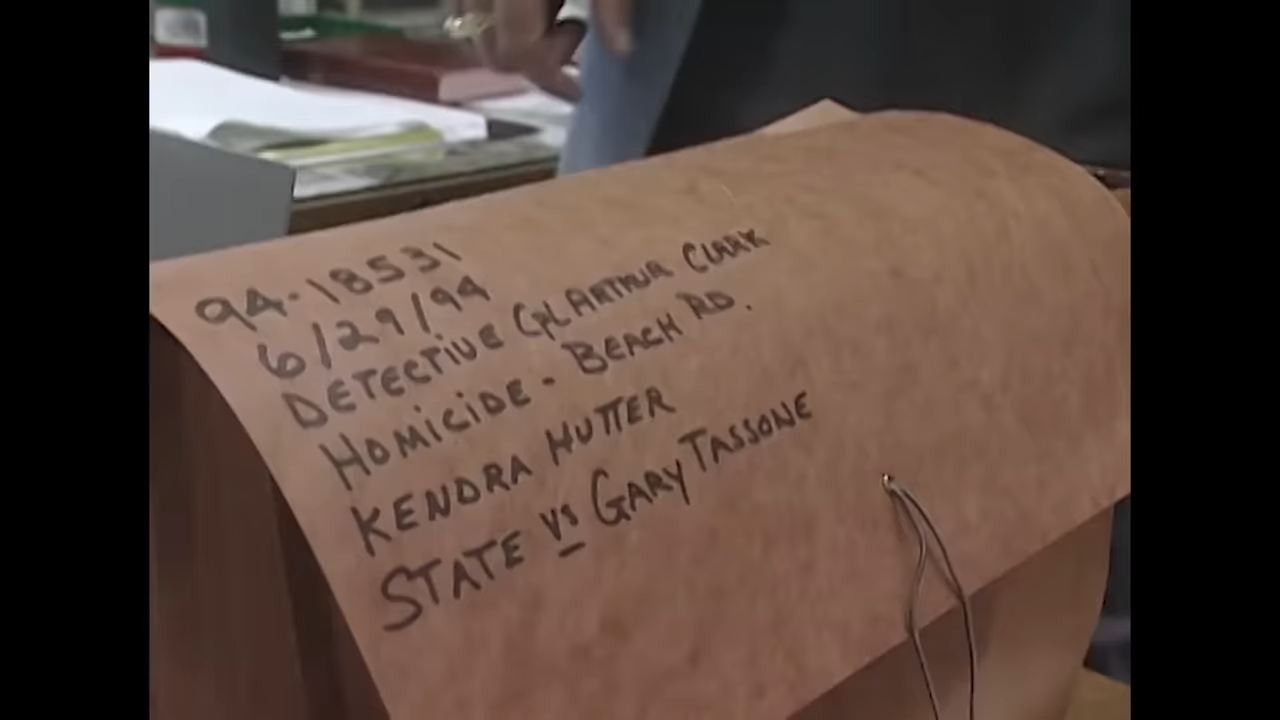 94-18531
6/29/94
DETECTIVE CPL ARTHUR CLARK
HOMICIDE - BEACH RD.
KENDRA HUTTER
STATE VS GARY TASSONE